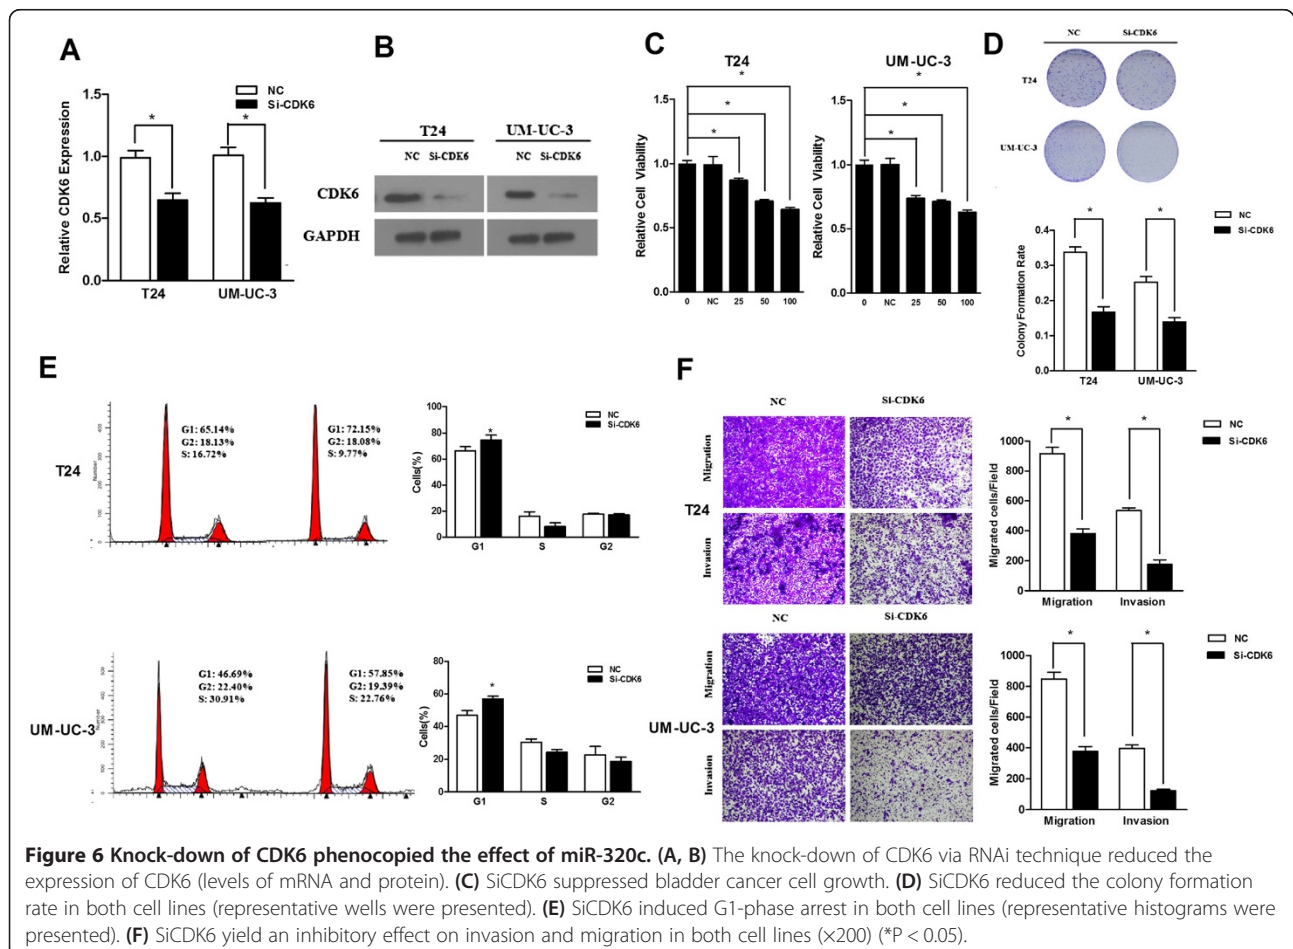 A
NC
Si-CDK6
Relative CDK6 Expression
1.5
1.0
0.5
0.0
*
*
T24
UM-UC-3
B
T24
UM-UC-3
NC
Si-CDK6
NC
Si-CDK6
CDK6
GAPDH
C
T24
Relative Cell Viability
1.5
1.0
0.5
0.0
*
*
*
0
NC
25
50
100
UM-UC-3
Relative Cell Viability
1.5
1.0
0.5
0.0
*
*
*
0
NC
25
50
100
D
NC
Si-CDK6
T24
UM-UC-3
NC
Si-CDK6
Colony Formation Rate
0.4
0.3
0.2
0.1
0.0
*
*
T24
UM-UC-3
E
T24
Number
400
300
200
100
0
G1: 65.14%
G2: 18.13%
S: 16.72%
G1: 72.15%
G2: 18.08%
S: 9.77%
Cells(%)
100
80
60
40
20
0
NC
Si-CDK6
*
G1
S
G2
UM-UC-3
Number
500
400
300
200
100
0
G1: 46.69%
G2: 22.40%
S: 30.91%
G1: 57.85%
G2: 19.39%
S: 22.76%
Cells(%)
80
60
40
20
0
NC
Si-CDK6
*
G1
S
G2
F
NC
Si-CDK6
T24
Migration
Invasion
Migrated cells/Field
1000
800
600
400
200
0
*
*
NC
Si-CDK6
Migration
Invasion
NC
Si-CDK6
UM-UC-3
Migration
Invasion
Migrated cells/Field
1000
800
600
400
200
0
*
*
NC
Si-CDK6
Migration
Invasion
Figure 6 Knock-down of CDK6 phenocopied the effect of miR-320c. (A, B) The knock-down of CDK6 via RNAi technique reduced the
expression of CDK6 (levels of mRNA and protein). (C) SiCDK6 suppressed bladder cancer cell growth. (D) SiCDK6 reduced the colony formation
rate in both cell lines (representative wells were presented). (E) SiCDK6 induced G1-phase arrest in both cell lines (representative histograms were
presented). (F) SiCDK6 yield an inhibitory effect on invasion and migration in both cell lines (×200) (*P < 0.05).